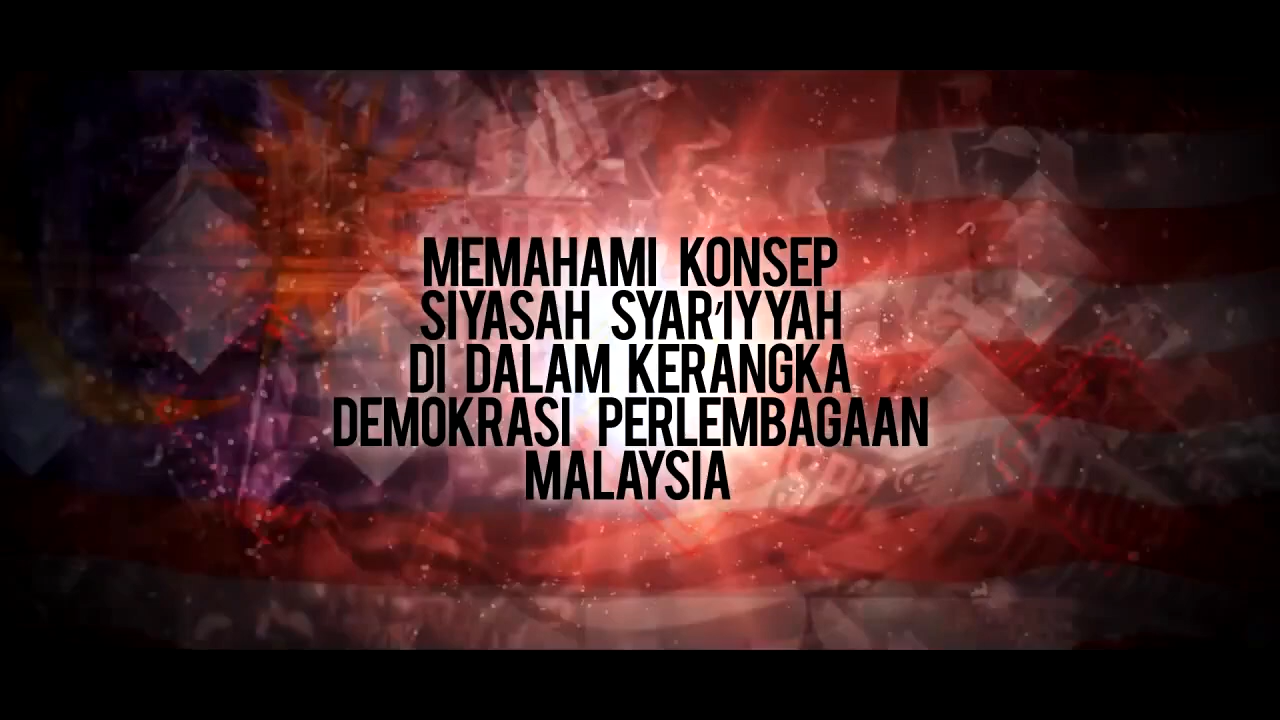 MEMAHAMI KONSEP
SIYASAH SYAR'IYYAH
DI DALAM KERANGKA
DEMOKRASI PERLEMBAGAAN
MALAYSIA